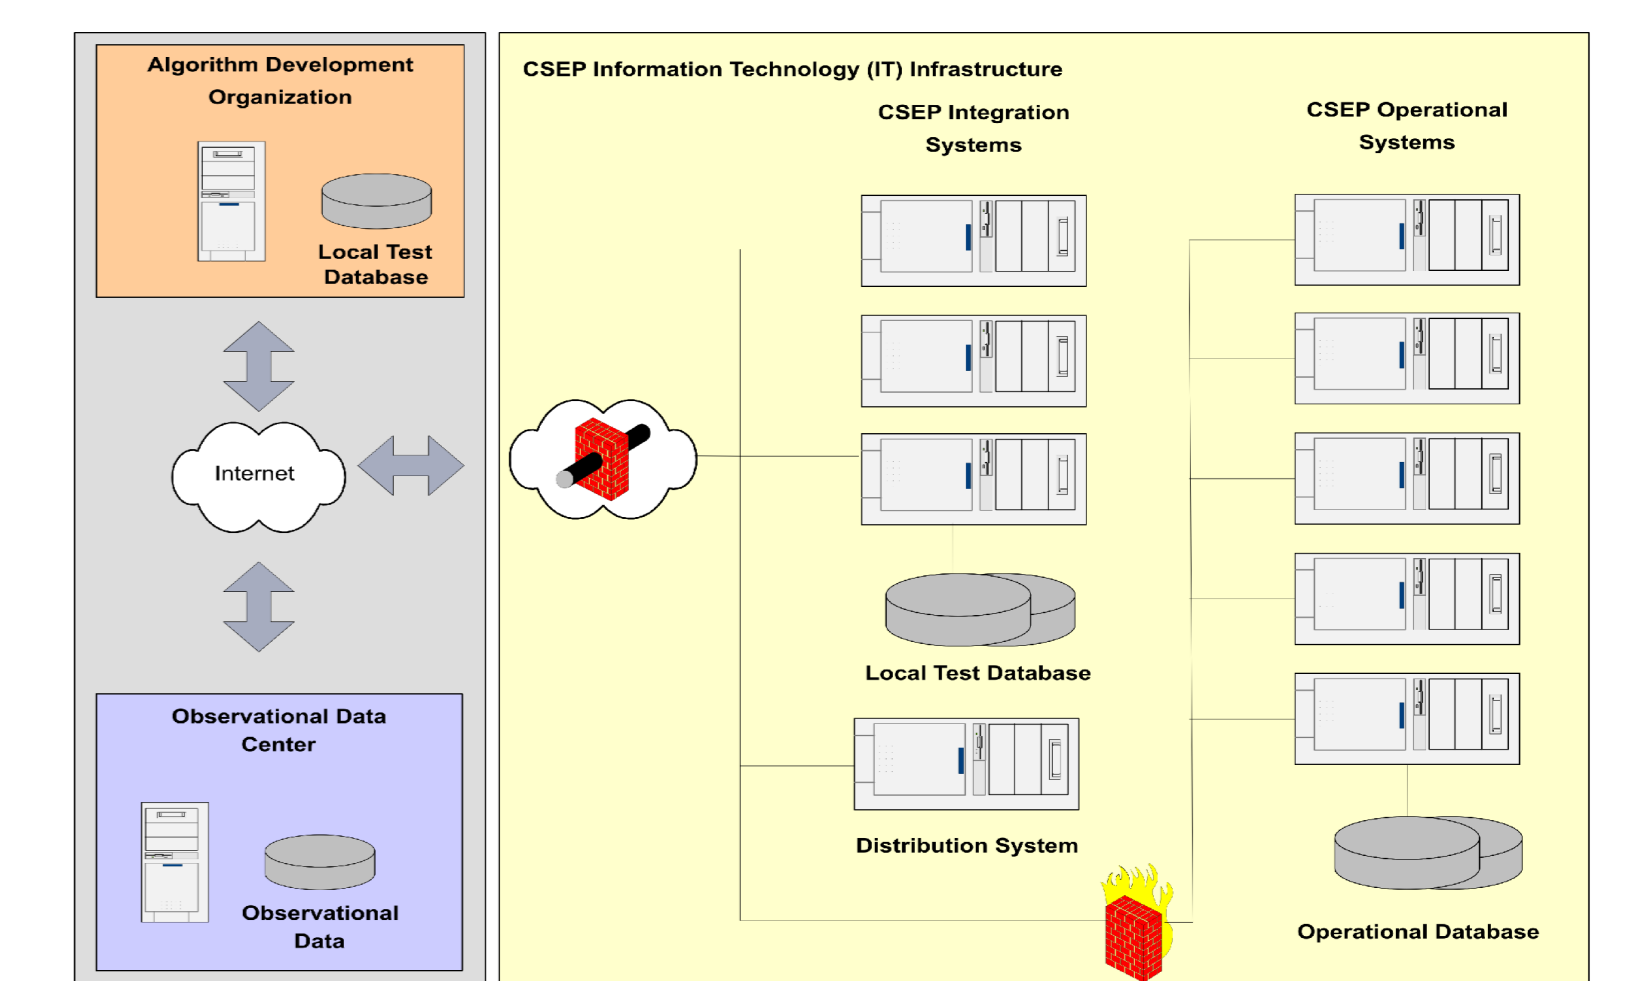 Algorithm Development
Organization
Local Test
Database
Internet
Observational Data
Center
Observational
Data
CSEP Information Technology (IT) Infrastructure
CSEP Integration
Systems
Local Test Database
Distribution System
CSEP Operational
Systems
Operational Database